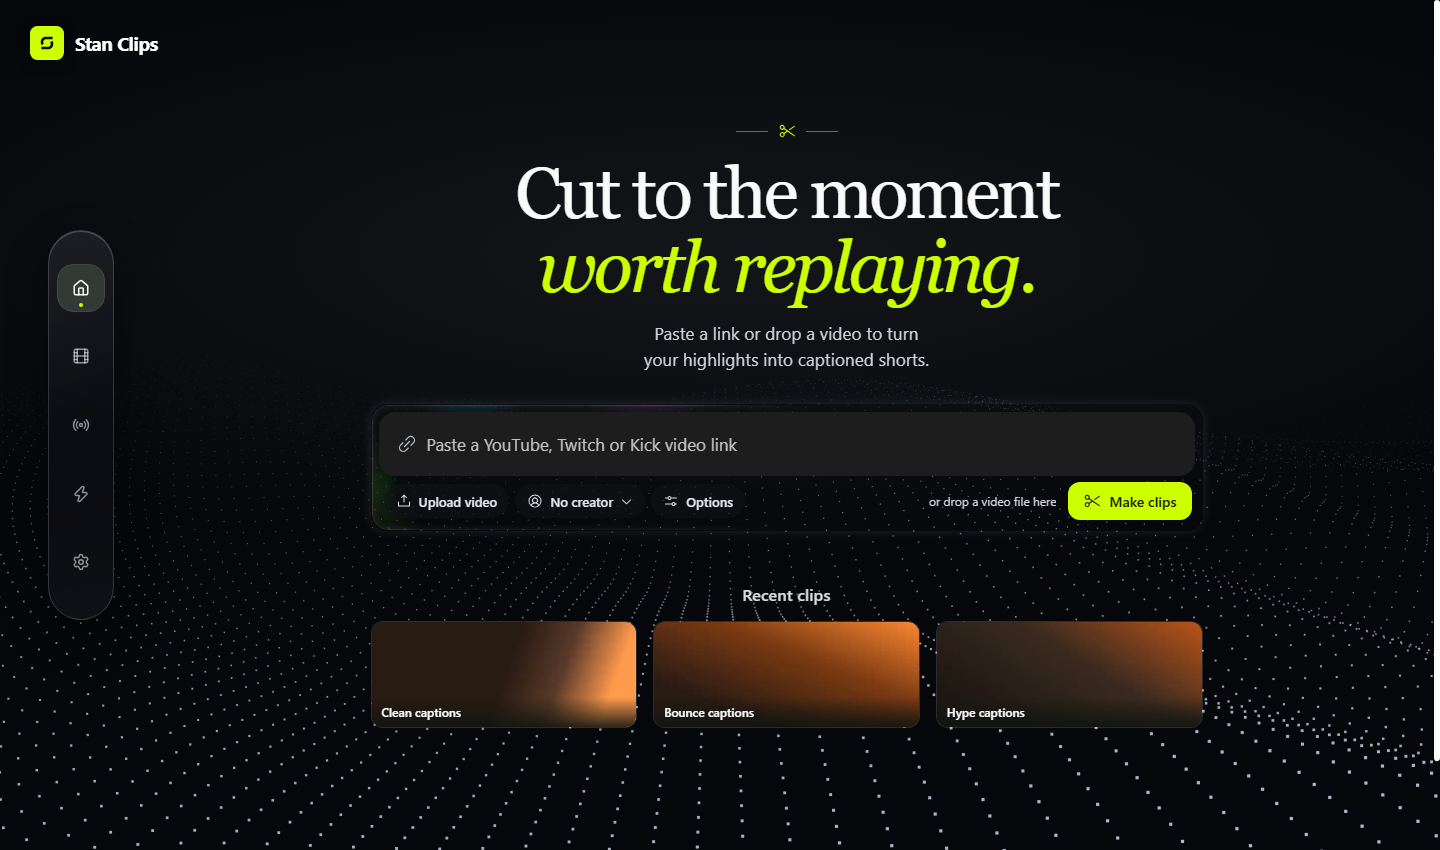 Stan Clips
Cut to the moment
worth replaying.
Paste a link or drop a video to turn
your highlights into captioned shorts.
Paste a YouTube, Twitch or Kick video link
Upload video
No creator
Options
or drop a video file here
Make clips
Recent clips
Clean captions
Bounce captions
Hype captions